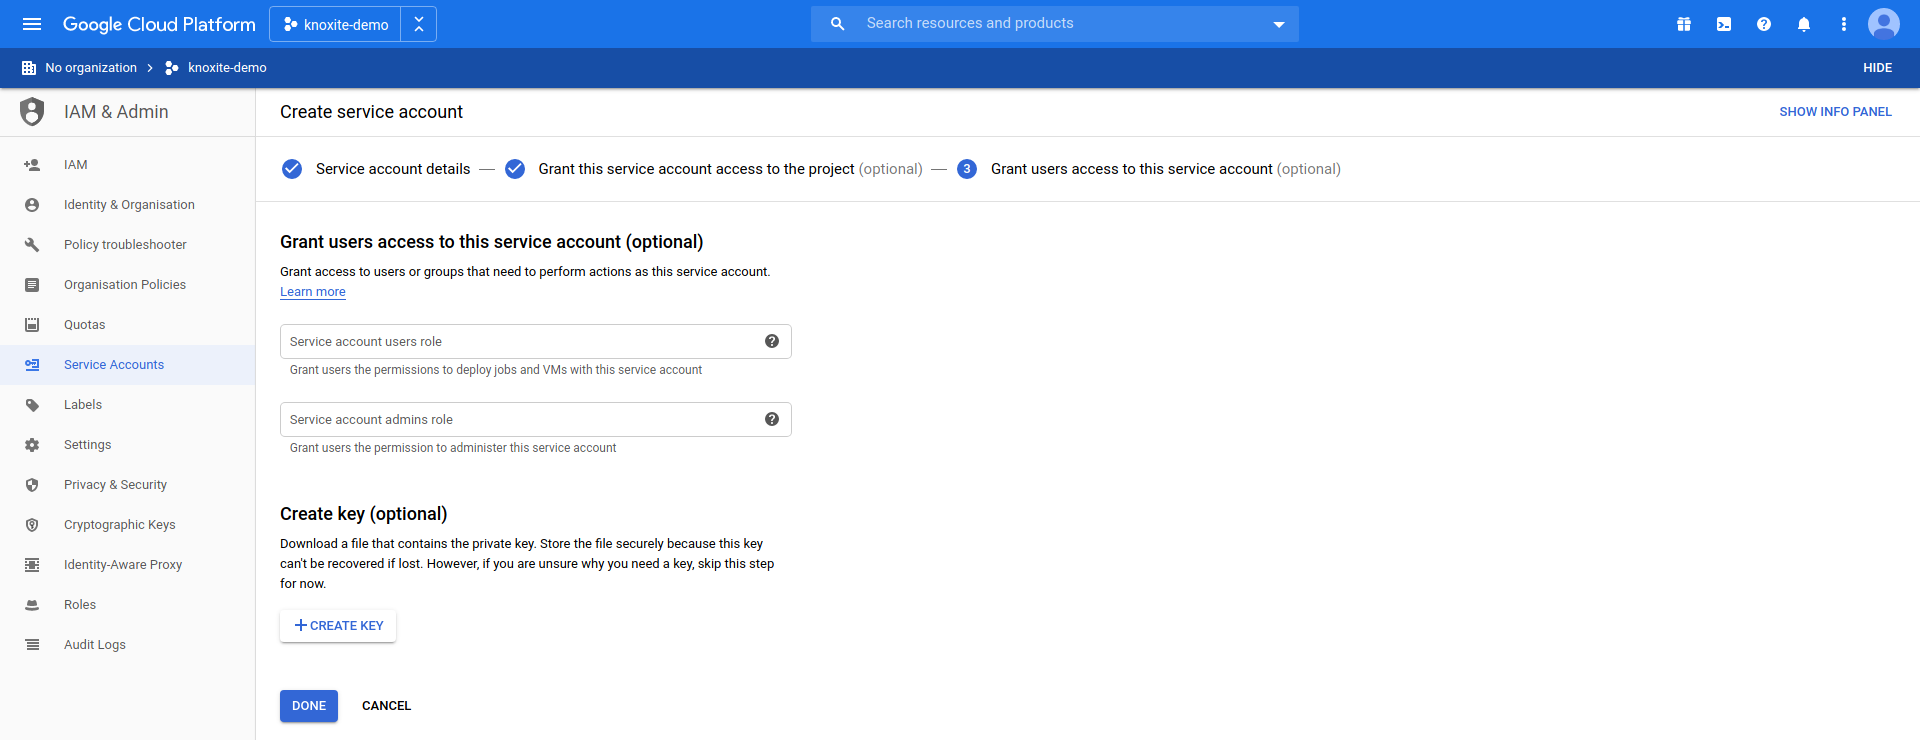 Google Cloud Platform
knoxite-demo
Search resources and products
No organization
knoxite-demo
HIDE
IAM & Admin
Create service account
SHOW INFO PANEL
Service account details
Grant this service account access to the project (optional)
3
Grant users access to this service account (optional)
IAM
Identity & Organisation
Policy troubleshooter
Organisation Policies
Quotas
Service Accounts
Labels
Settings
Privacy & Security
Cryptographic Keys
Identity-Aware Proxy
Roles
Audit Logs
Grant users access to this service account (optional)
Grant access to users or groups that need to perform actions as this service account.
Learn more
Service account users role
Grant users the permissions to deploy jobs and VMs with this service account
Service account admins role
Grant users the permission to administer this service account
Create key (optional)
Download a file that contains the private key. Store the file securely because this key
can't be recovered if lost. However, if you are unsure why you need a key, skip this step
for now.
CREATE KEY
DONE
CANCEL